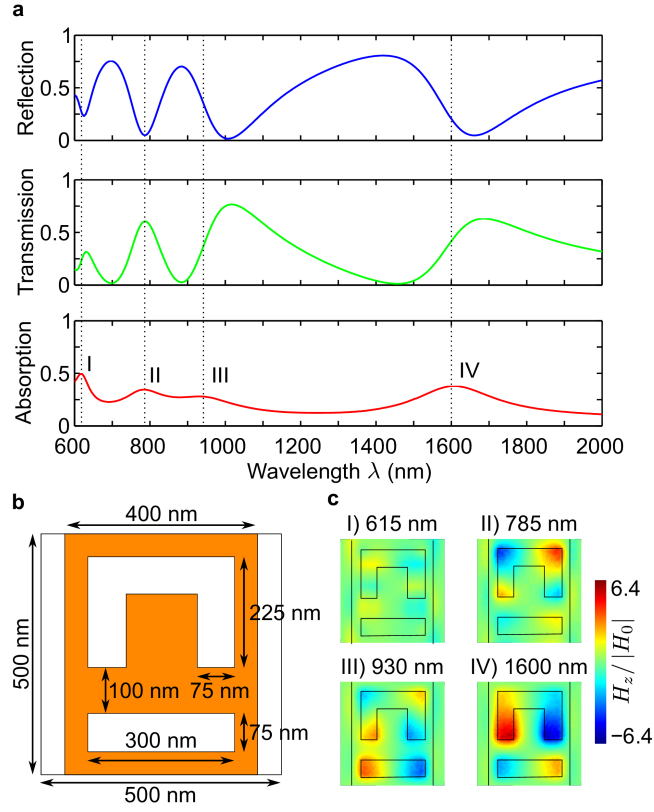 a
Reflection
1
0.5
0
Transmission
1
0.5
0
Absorption
1
0.5
0
I
II
III
IV
600 800 1000 1200 1400 1600 1800 2000
Wavelength λ (nm)
b
400 nm
500 nm
225 nm
100 nm
75 nm
75 nm
300 nm
500 nm
c
I) 615 nm
II) 785 nm
III) 930 nm
IV) 1600 nm
6.4
H_z/|H_0|
−6.4